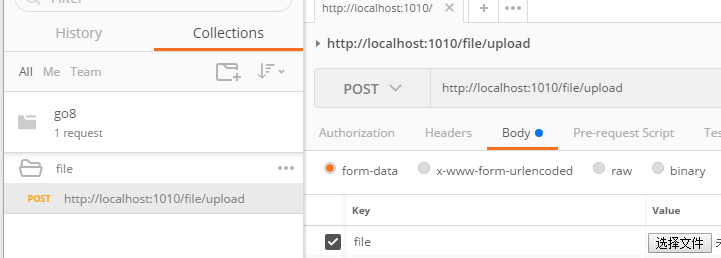 Filter
History Collections
All Me Team
go8
1 request
file
POST http://localhost:1010/file/upload
http://localhost:1010/
http://localhost:1010/file/upload
POST http://localhost:1010/file/upload
Authorization Headers Body Pre-request Script
form-data x-www-form-urlencoded raw binary
Key Value
file 选择文件